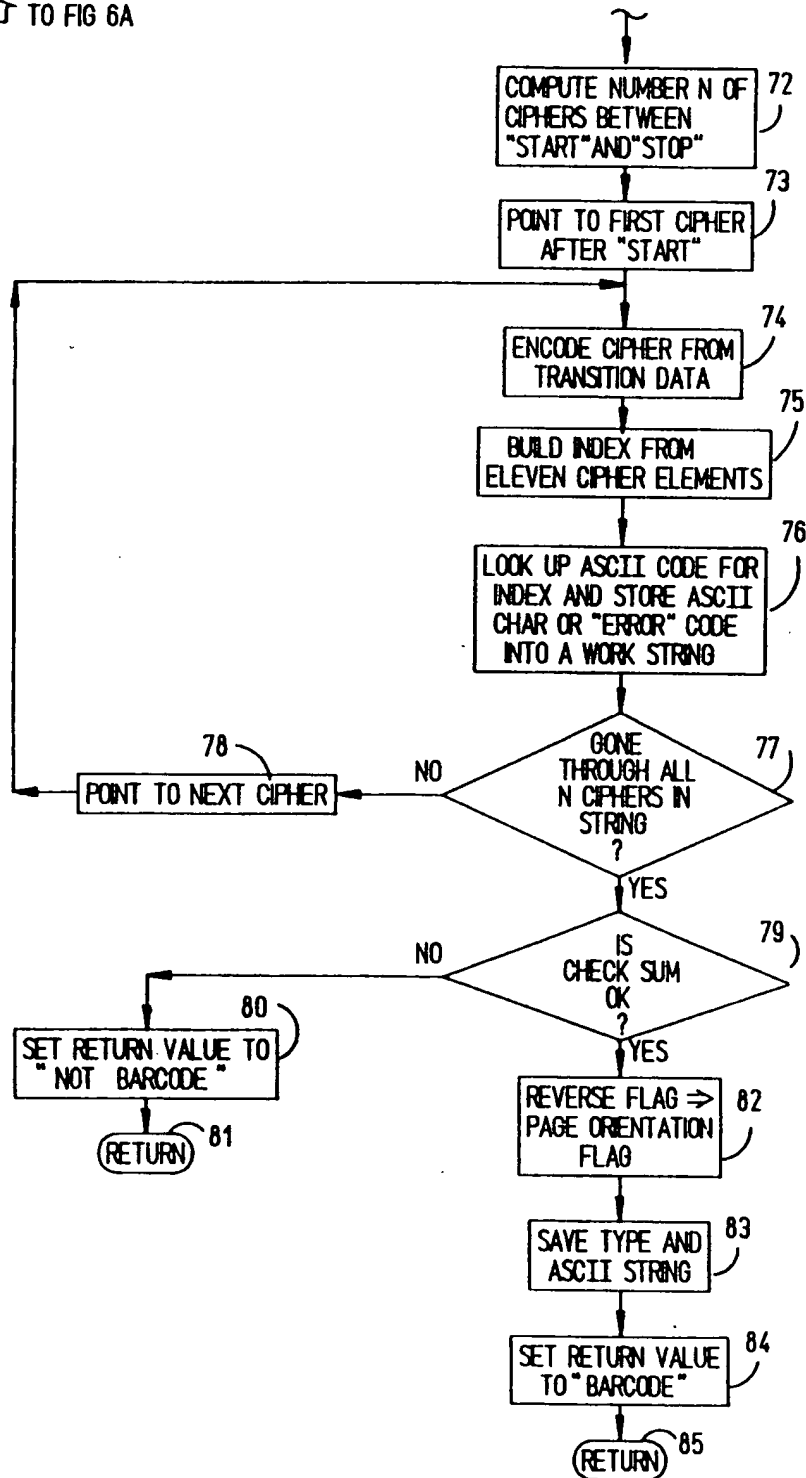 TO FIG 6A
COMPUTE NUMBER N OF
CIPHERS BETWEEN
"START" AND "STOP"
72
POINT TO FIRST CIPHER
AFTER "START"
73
ENCODE CIPHER FROM
TRANSITION DATA
74
BUILD INDEX FROM
ELEVEN CIPHER ELEMENTS
75
LOOK UP ASCII CODE FOR
INDEX AND STORE ASCII
CHAR OR "ERROR" CODE
INTO A WORK STRING
76
GONE
THROUGH ALL
N CIPHERS IN
STRING
?
77
NO
78
POINT TO NEXT CIPHER
YES
IS
CHECK SUM
OK
?
79
NO
80
SET RETURN VALUE TO
"NOT BARCODE"
RETURN
81
YES
REVERSE FLAG ⇒
PAGE ORIENTATION
FLAG
82
SAVE TYPE AND
ASCII STRING
83
SET RETURN VALUE
TO "BARCODE"
84
RETURN
85